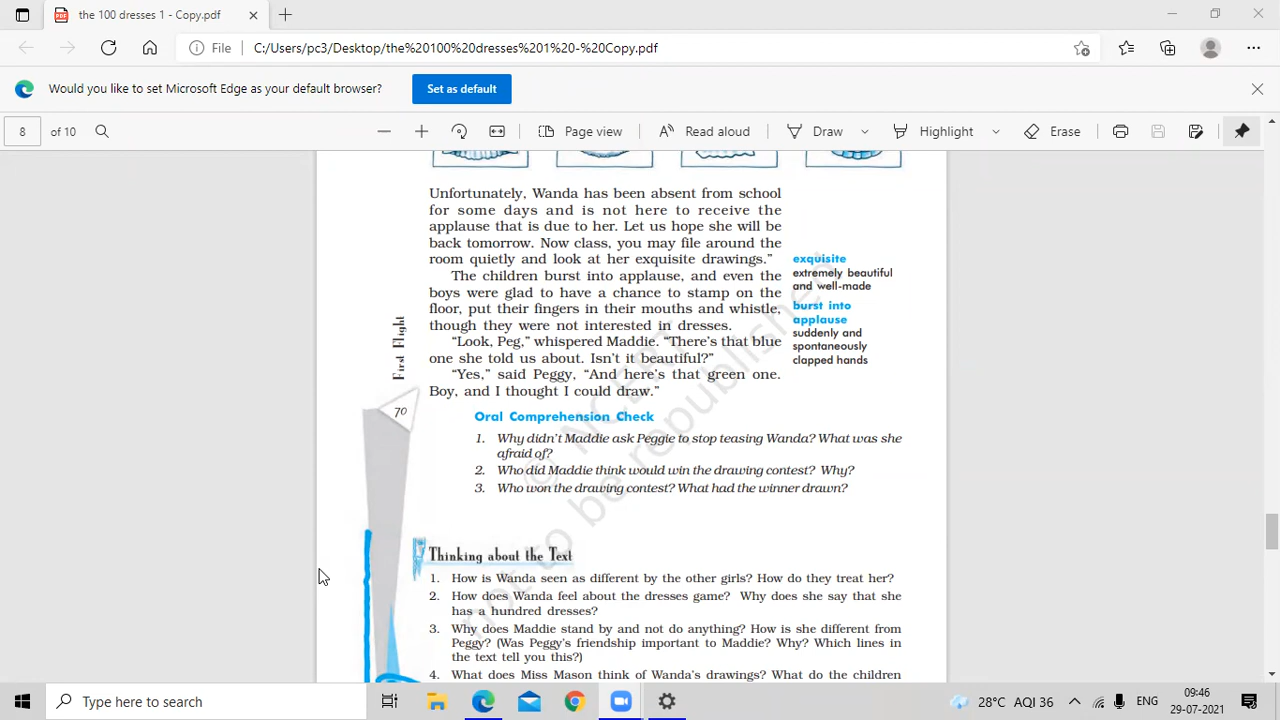 the 100 dresses 1 - Copy.pdf
File C:/Users/pc3/Desktop/the%20100%20dresses%201%20-%20Copy.pdf
Would you like to set Microsoft Edge as your default browser? Set as default
8 of 10 Page view Read aloud Draw Highlight Erase
Unfortunately, Wanda has been absent from school
for some days and is not here to receive the
applause that is due to her. Let us hope she will be
back tomorrow. Now class, you may file around the
room quietly and look at her exquisite drawings.”
The children burst into applause, and even the
boys were glad to have a chance to stamp on the
floor, put their fingers in their mouths and whistle,
though they were not interested in dresses.
“Look, Peg,” whispered Maddie. “There’s that blue
one she told us about. Isn’t it beautiful?”
“Yes,” said Peggy, “And here’s that green one.
Boy, and I thought I could draw.”
exquisite
extremely beautiful
and well-made
burst into
applause
suddenly and
spontaneously
clapped hands
First Flight
70
Oral Comprehension Check
1. Why didn’t Maddie ask Peggie to stop teasing Wanda? What was she
afraid of?
2. Who did Maddie think would win the drawing contest? Why?
3. Who won the drawing contest? What had the winner drawn?
Thinking about the Text
1. How is Wanda seen as different by the other girls? How do they treat her?
2. How does Wanda feel about the dresses game? Why does she say that she
has a hundred dresses?
3. Why does Maddie stand by and not do anything? How is she different from
Peggy? (Was Peggy’s friendship important to Maddie? Why? Which lines in
the text tell you this?)
4. What does Miss Mason think of Wanda’s drawings? What do the children
© NCERT
not to be republished
Type here to search
28°C AQI 36 ENG 09:46
29-07-2021